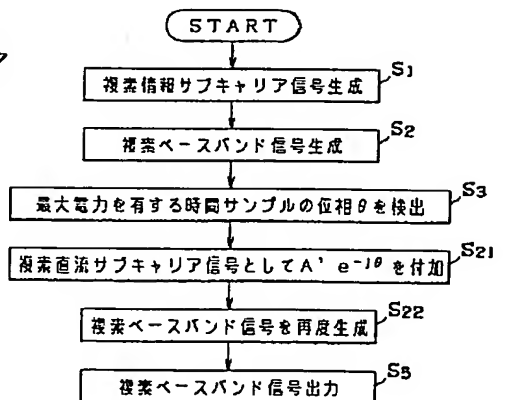 START
複素情報サブキャリア信号生成 S1
複素ベースバンド信号生成 S2
最大電力を有する時間サンプルの位相θを検出 S3
複素直流サブキャリア信号としてA' e⁻ʲᶿ を付加 S21
複素ベースバンド信号を再度生成 S22
複素ベースバンド信号出力 S5